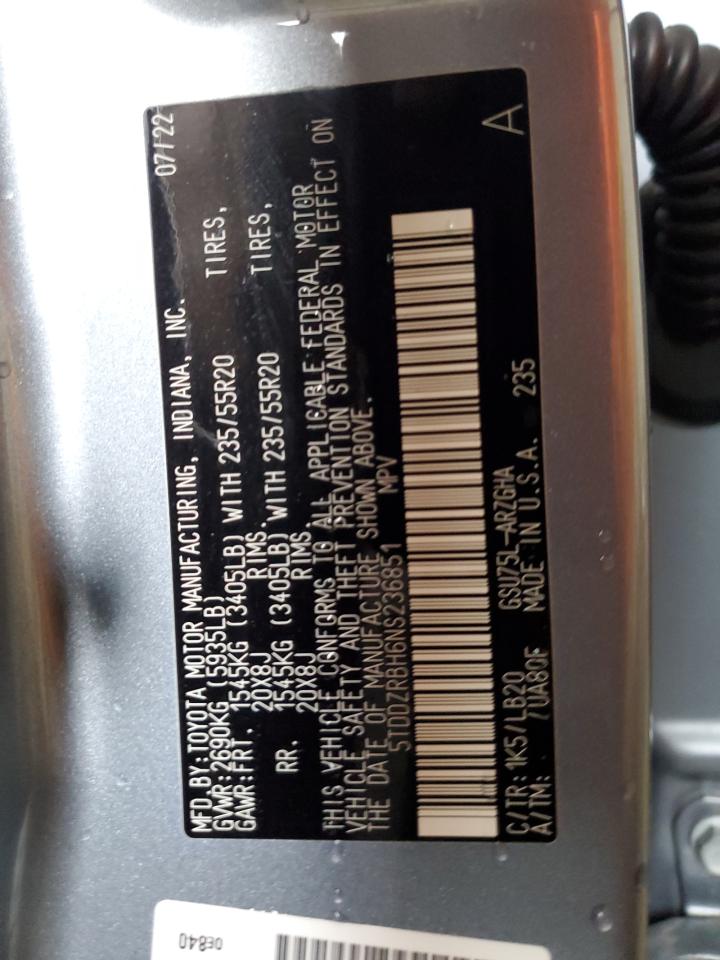 MFD.BY:TOYOTA MOTOR MANUFACTURING, INDIANA, INC. 07/22
GVWR:2690KG (5935LB)
GAWR:FRT. 1545KG (3405LB) WITH 235/55R20 TIRES,
20X8J RIMS.
RR. 1545KG (3405LB) WITH 235/55R20 TIRES,
20X8J RIMS.
THIS VEHICLE CONFORMS TO ALL APPLICABLE FEDERAL MOTOR
VEHICLE SAFETY AND THEFT PREVENTION STANDARDS IN EFFECT ON
THE DATE OF MANUFACTURE SHOWN ABOVE.
5TDDZRBH6NS236851 MPV
C/TR: 1K5/LB20 GSU75L-ARZGHA
A/TM: /UA80F MADE IN U.S.A. 235
A
0E840